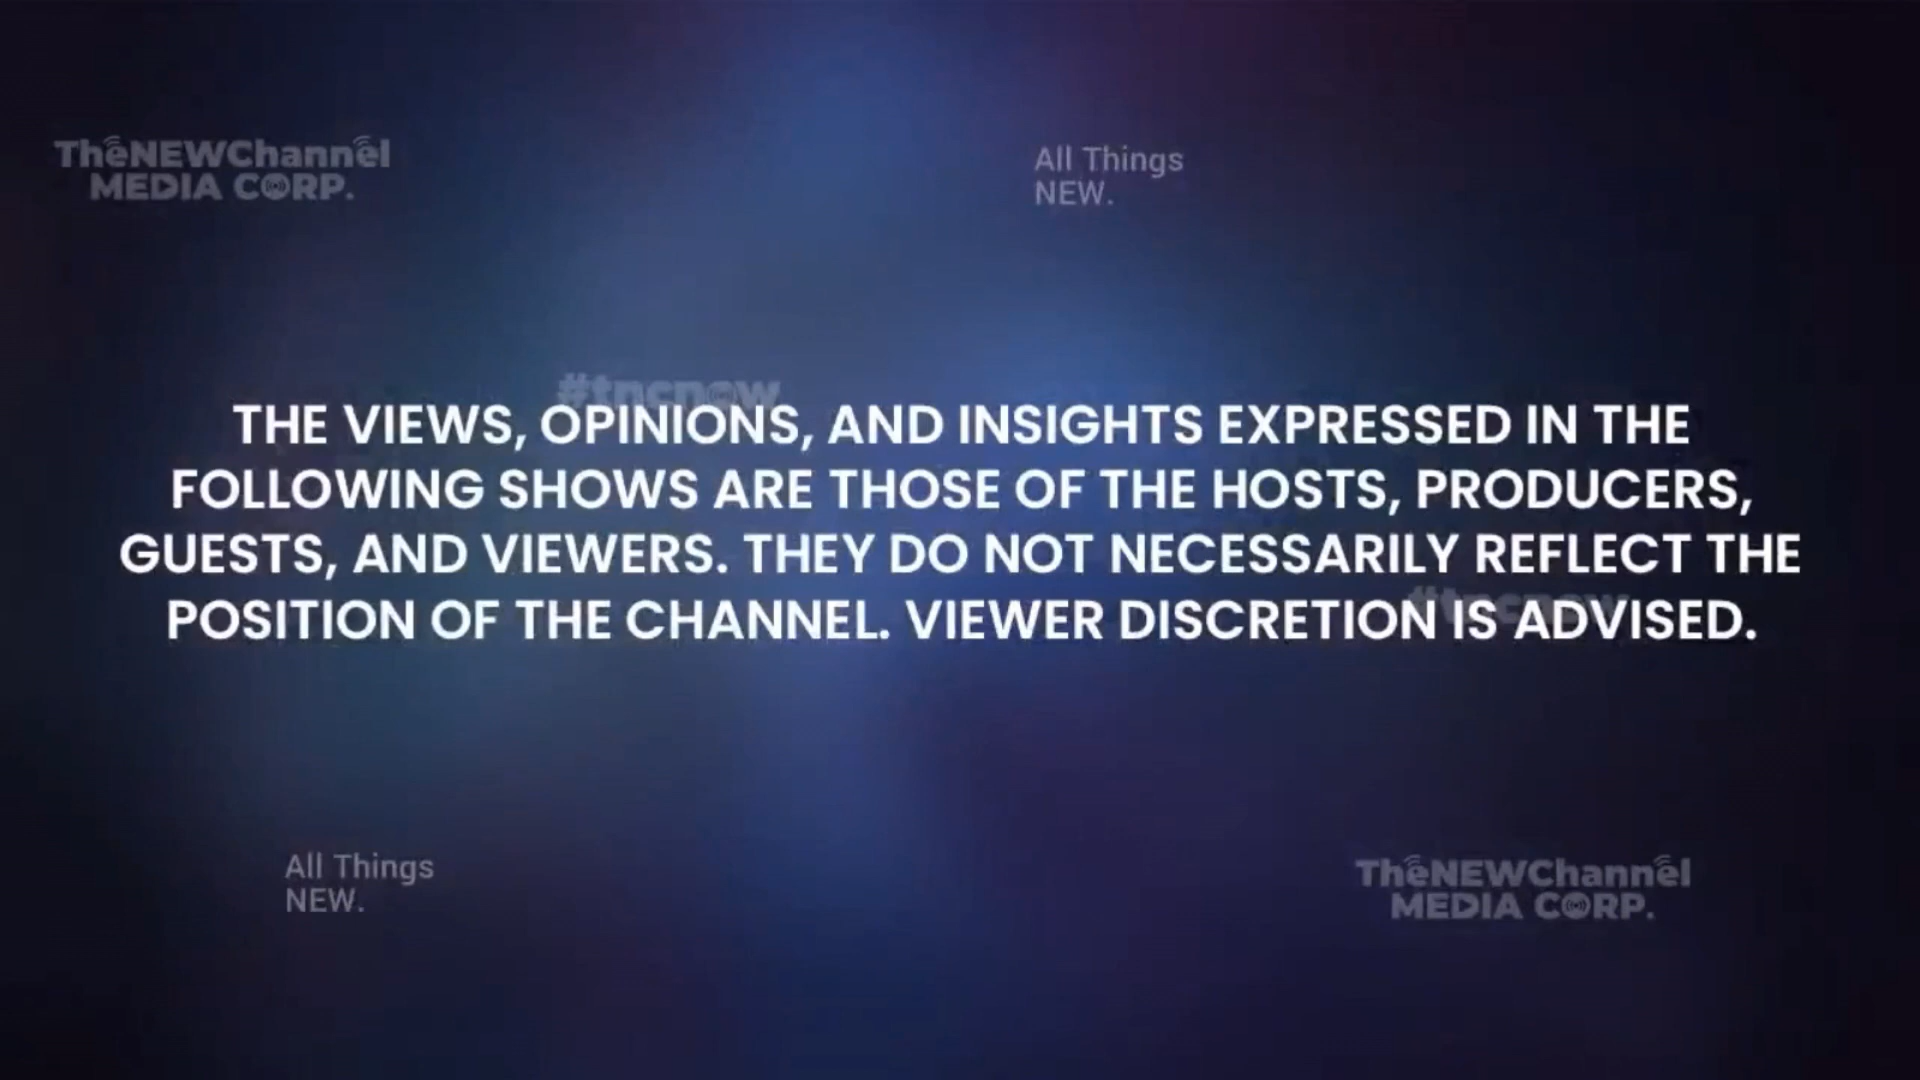 TheNEWChannel
MEDIA CORP.
All Things
NEW.
#tncnow
THE VIEWS, OPINIONS, AND INSIGHTS EXPRESSED IN THE
FOLLOWING SHOWS ARE THOSE OF THE HOSTS, PRODUCERS,
GUESTS, AND VIEWERS. THEY DO NOT NECESSARILY REFLECT THE
POSITION OF THE CHANNEL. VIEWER DISCRETION IS ADVISED.
#tncnow
All Things
NEW.
TheNEWChannel
MEDIA CORP.